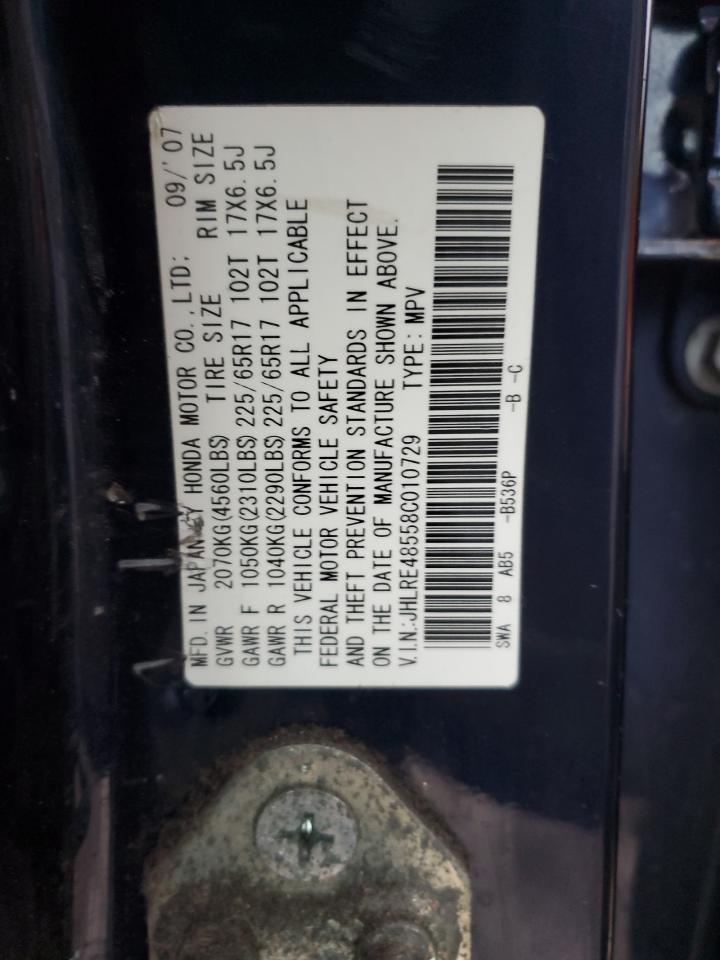 MFD. IN JAPAN BY HONDA MOTOR CO.,LTD: 09/'07
GVWR 2070KG(4560LBS) TIRE SIZE RIM SIZE
GAWR F 1050KG(2310LBS) 225/65R17 102T 17X6.5J
GAWR R 1040KG(2290LBS) 225/65R17 102T 17X6.5J
THIS VEHICLE CONFORMS TO ALL APPLICABLE
FEDERAL MOTOR VEHICLE SAFETY
AND THEFT PREVENTION STANDARDS IN EFFECT
ON THE DATE OF MANUFACTURE SHOWN ABOVE.
V.I.N.:JHLRE48558C010729 TYPE: MPV
SWA 8 AB5 -B536P -B -C